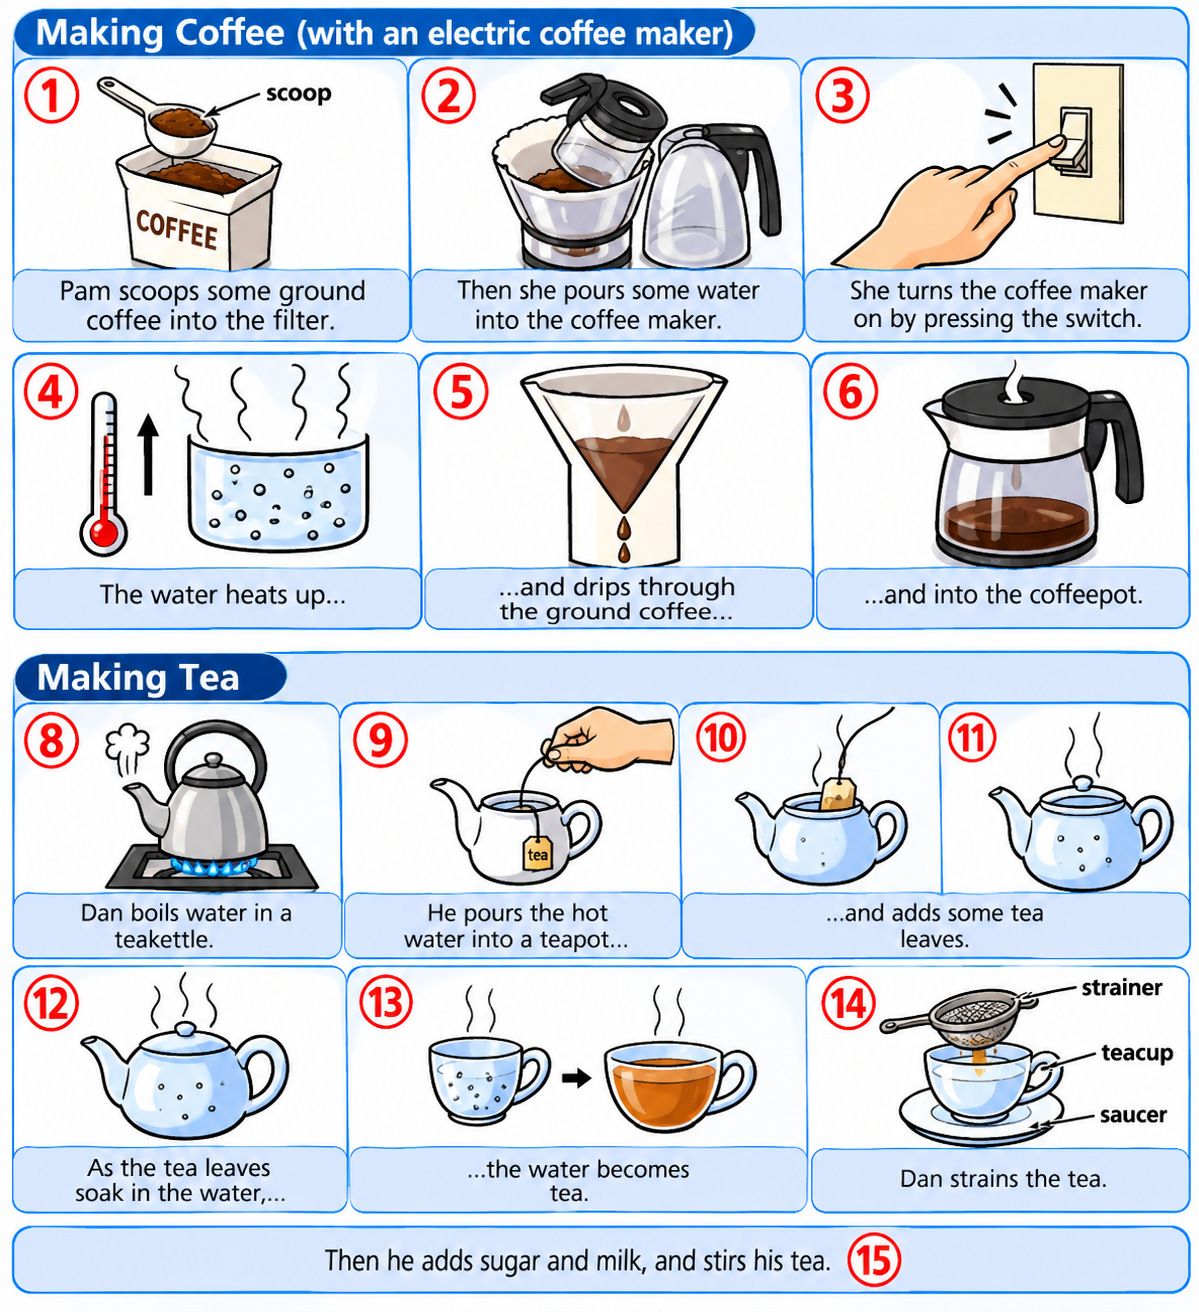 Making Coffee (with an electric coffee maker)
1
scoop
COFFEE
Pam scoops some ground
coffee into the filter.
2
Then she pours some water
into the coffee maker.
3
She turns the coffee maker
on by pressing the switch.
4
The water heats up...
5
...and drips through
the ground coffee...
6
...and into the coffeepot.
Making Tea
8
Dan boils water in a
teakettle.
9
tea
He pours the hot
water into a teapot...
10
11
...and adds some tea
leaves.
12
As the tea leaves
soak in the water,...
13
...the water becomes
tea.
14
strainer
teacup
saucer
Dan strains the tea.
Then he adds sugar and milk, and stirs his tea. 15